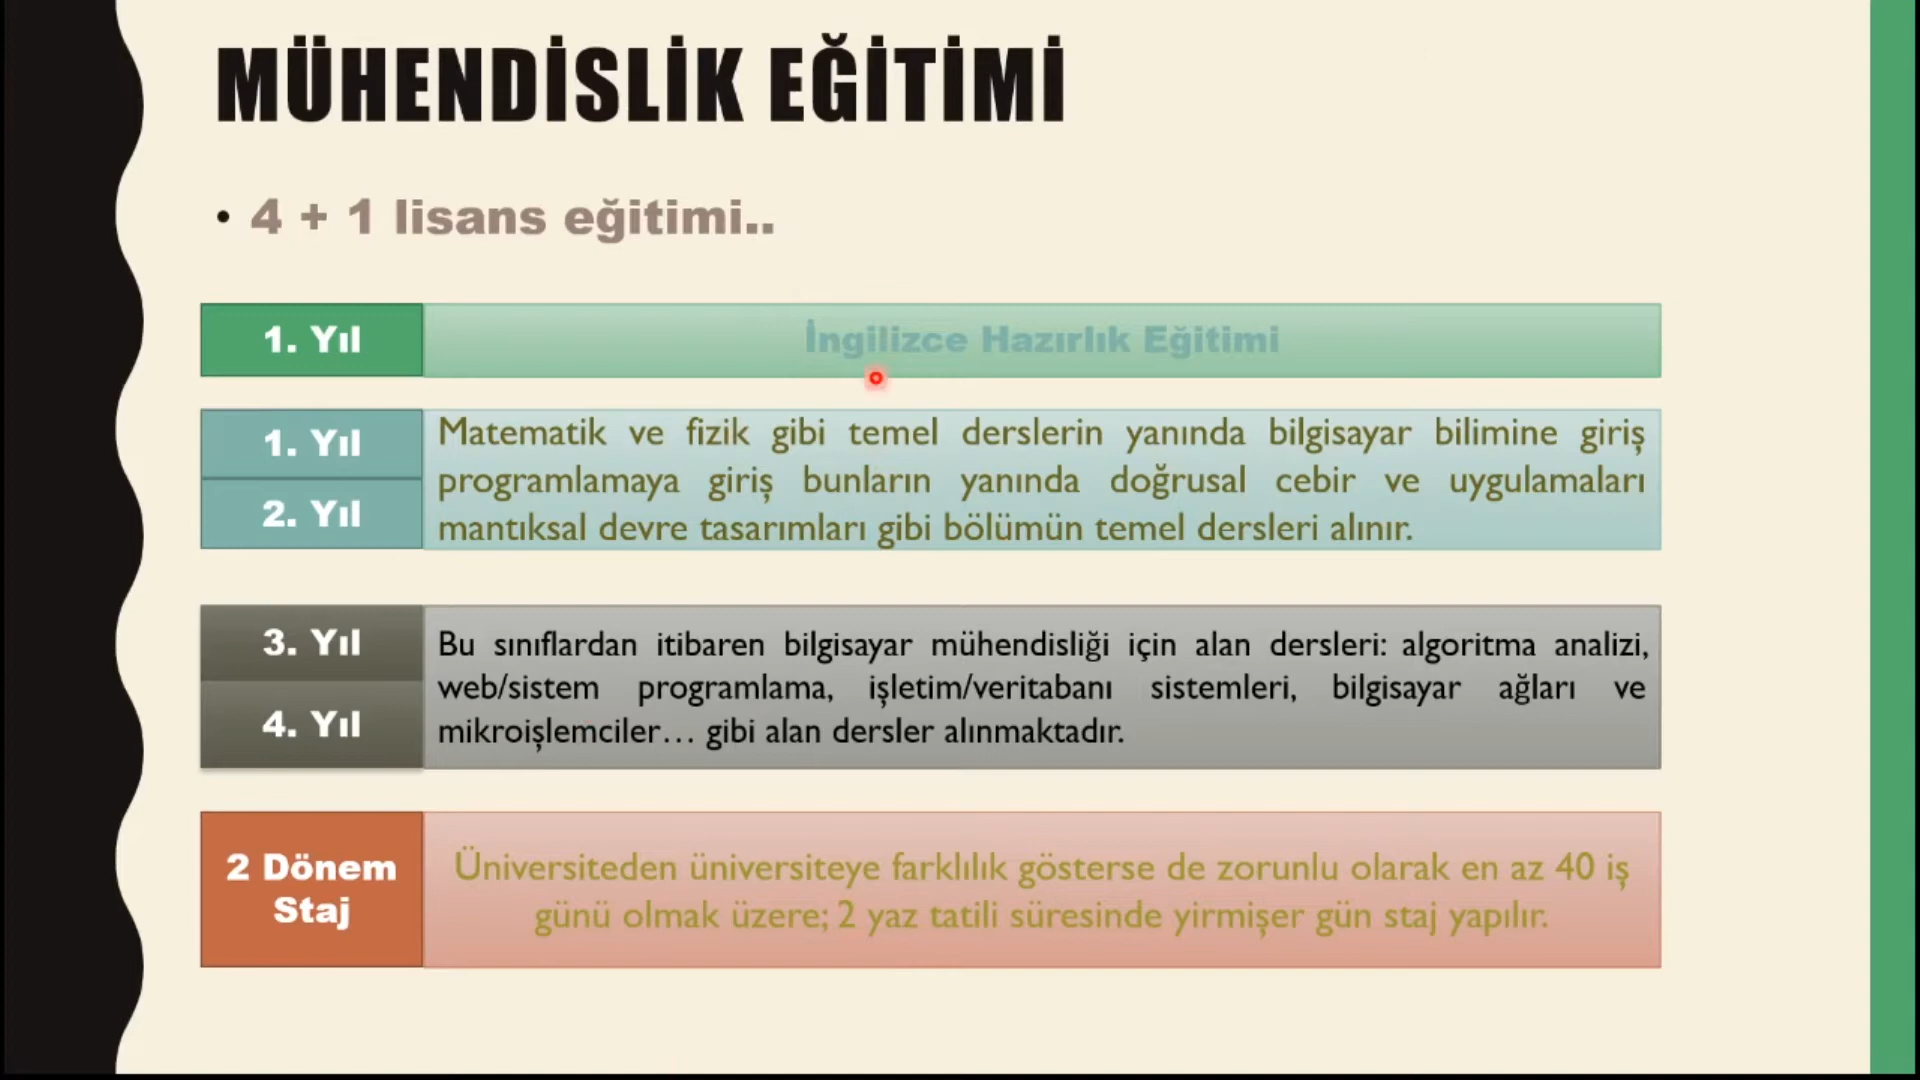 MÜHENDİSLİK EĞİTİMİ
• 4 + 1 lisans eğitimi..
1. Yıl
İngilizce Hazırlık Eğitimi
1. Yıl
2. Yıl
Matematik ve fizik gibi temel derslerin yanında bilgisayar bilimine giriş
programlamaya giriş bunların yanında doğrusal cebir ve uygulamaları
mantıksal devre tasarımları gibi bölümün temel dersleri alınır.
3. Yıl
4. Yıl
Bu sınıflardan itibaren bilgisayar mühendisliği için alan dersleri: algoritma analizi,
web/sistem programlama, işletim/veritabanı sistemleri, bilgisayar ağları ve
mikroişlemciler… gibi alan dersler alınmaktadır.
2 Dönem
Staj
Üniversiteden üniversiteye farklılık gösterse de zorunlu olarak en az 40 iş
günü olmak üzere; 2 yaz tatili süresinde yirmişer gün staj yapılır.